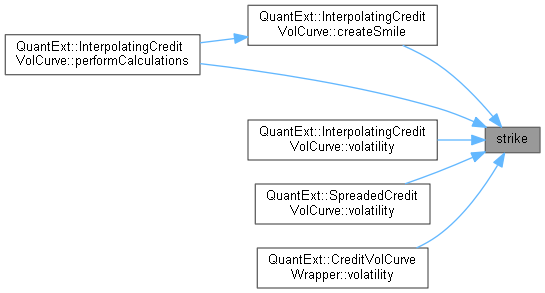 QuantExt::InterpolatingCredit
VolCurve::createSmile
QuantExt::InterpolatingCredit
VolCurve::performCalculations
strike
QuantExt::InterpolatingCredit
VolCurve::volatility
QuantExt::SpreadedCredit
VolCurve::volatility
QuantExt::CreditVolCurve
Wrapper::volatility